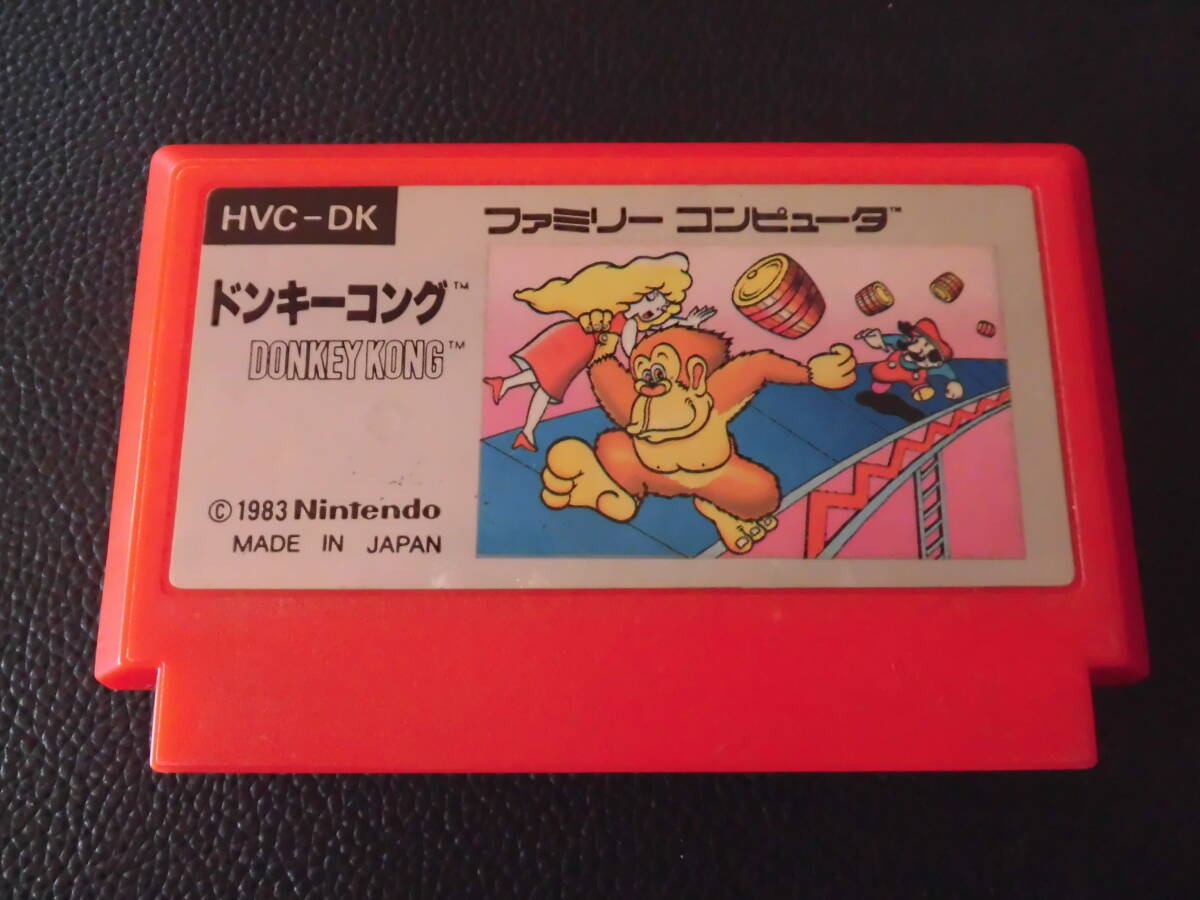 HVC-DK
ファミリー コンピュータ™
ドンキーコング™
DONKEY KONG™
© 1983 Nintendo
MADE IN JAPAN